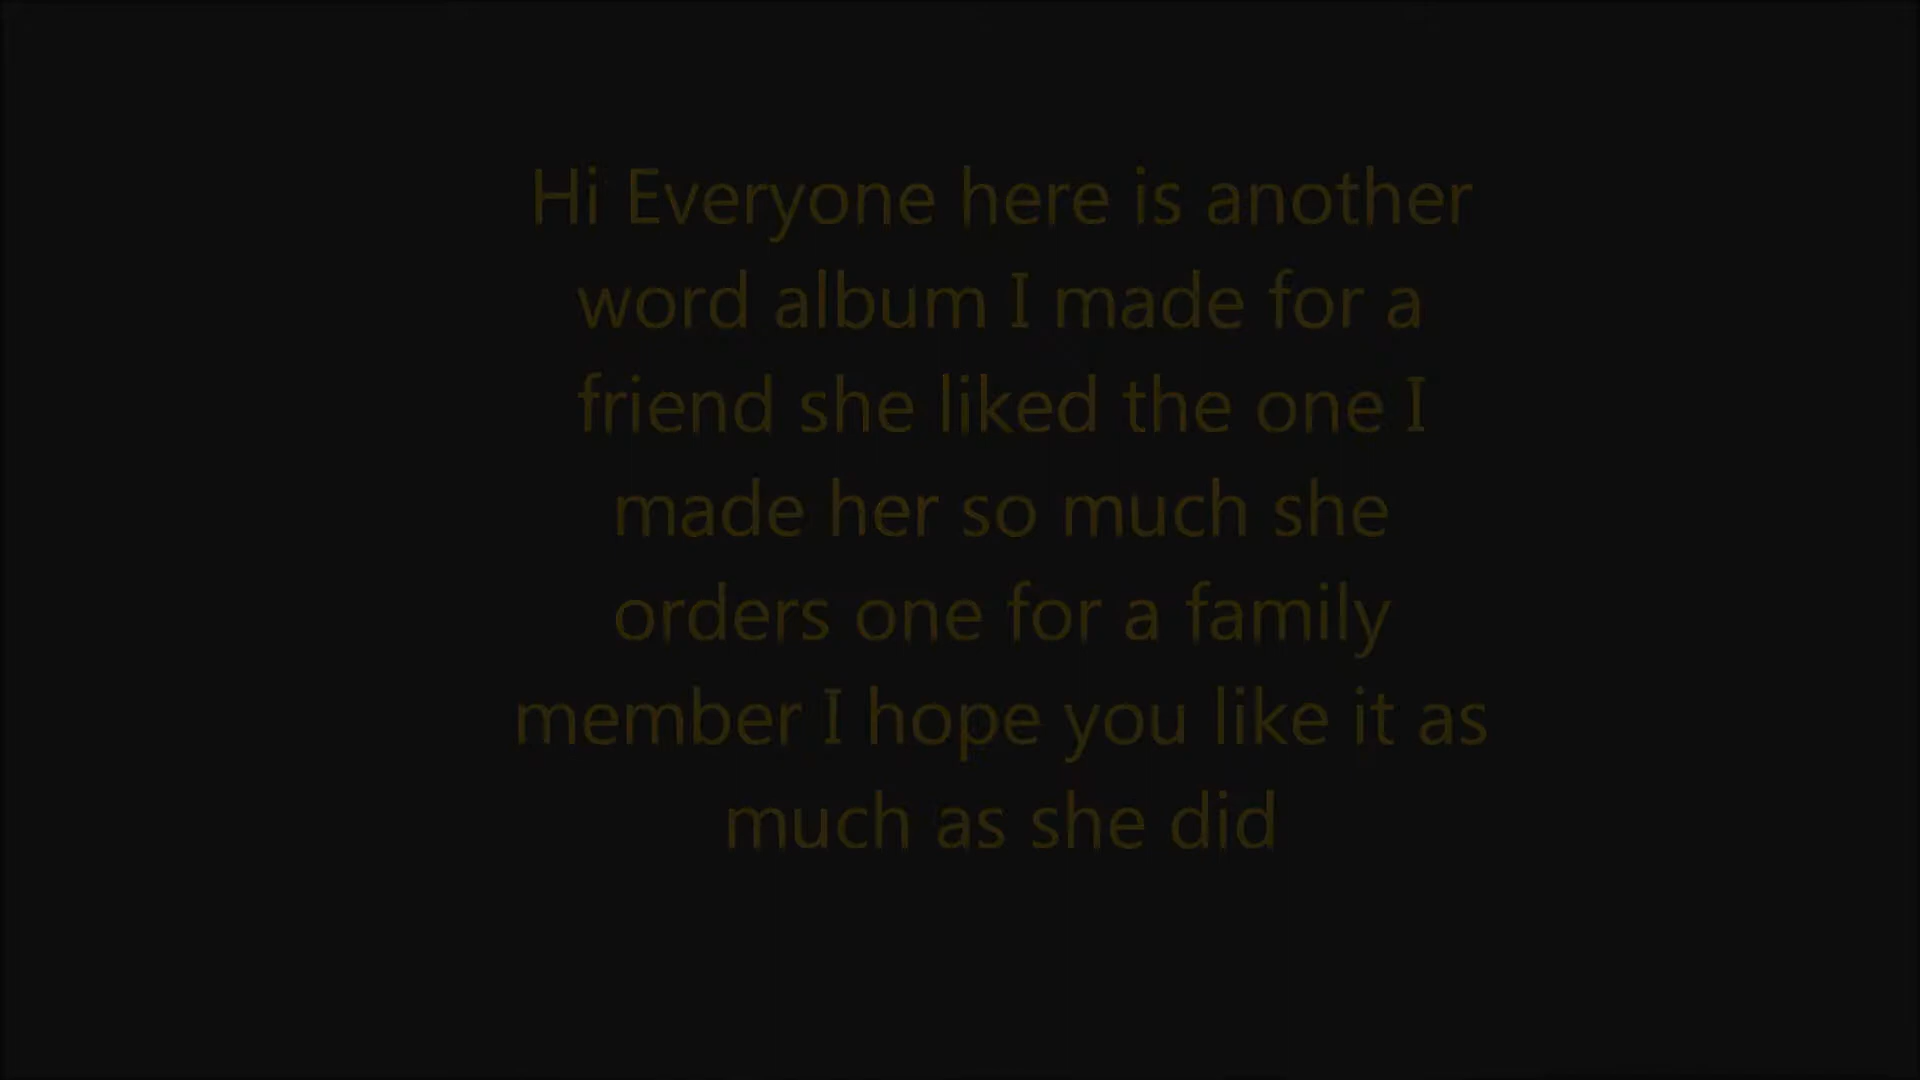 Hi Everyone here is another
word album I made for a
friend she liked the one I
made her so much she
orders one for a family
member I hope you like it as
much as she did